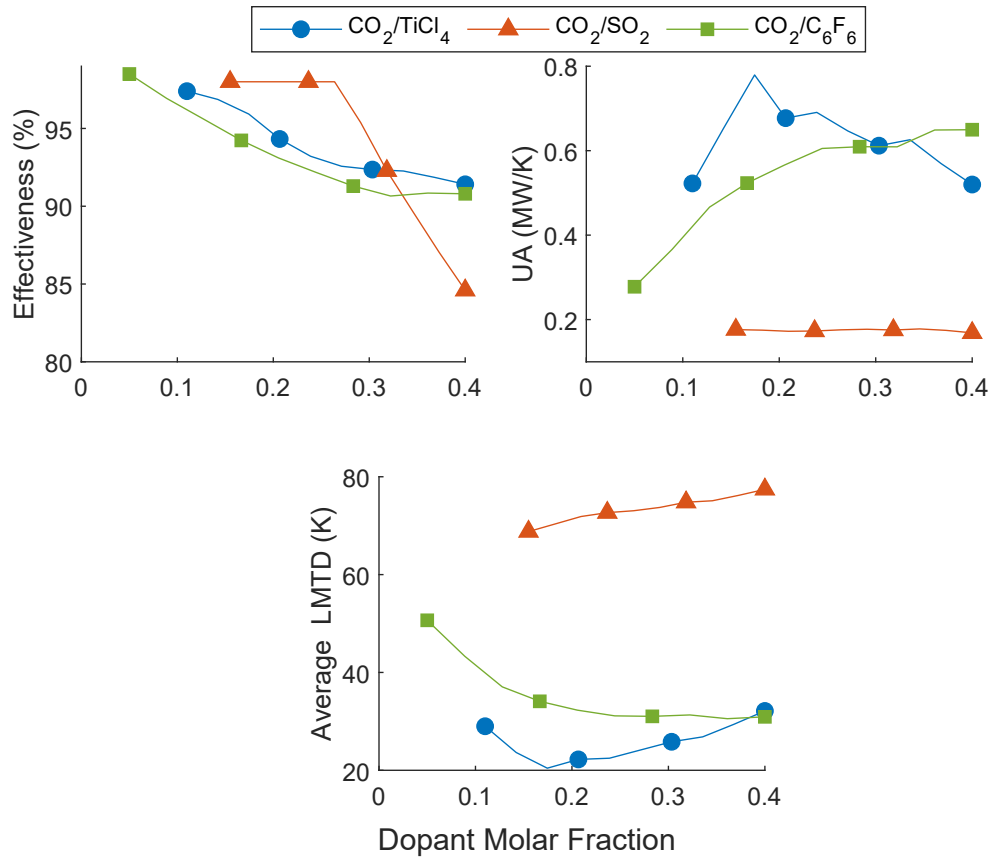 CO₂/TiCl₄ CO₂/SO₂ CO₂/C₆F₆
Effectiveness (%)
95
90
85
80
0 0.1 0.2 0.3 0.4
UA (MW/K)
0.8
0.6
0.4
0.2
0 0.1 0.2 0.3 0.4
Average LMTD (K)
80
60
40
20
0 0.1 0.2 0.3 0.4
Dopant Molar Fraction